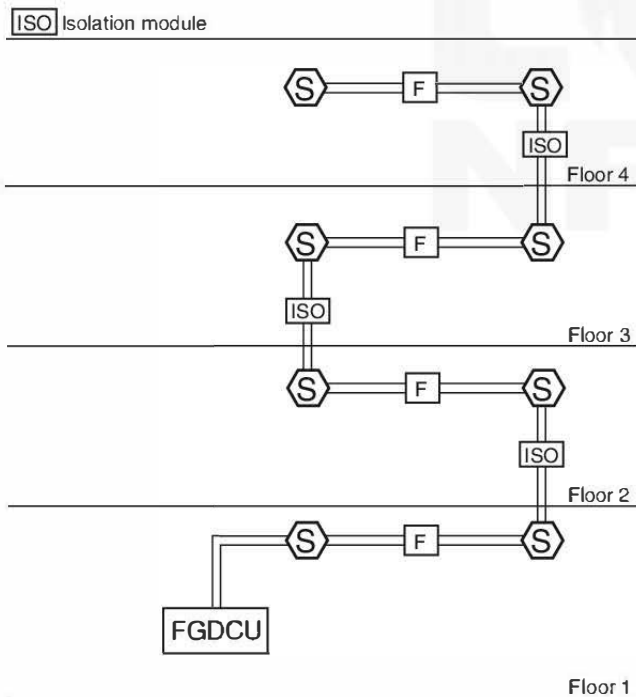 ISO Isolation module
S F S
ISO
Floor 4
S F S
ISO
Floor 3
S F S
ISO
Floor 2
S F S
FGDCU
Floor 1